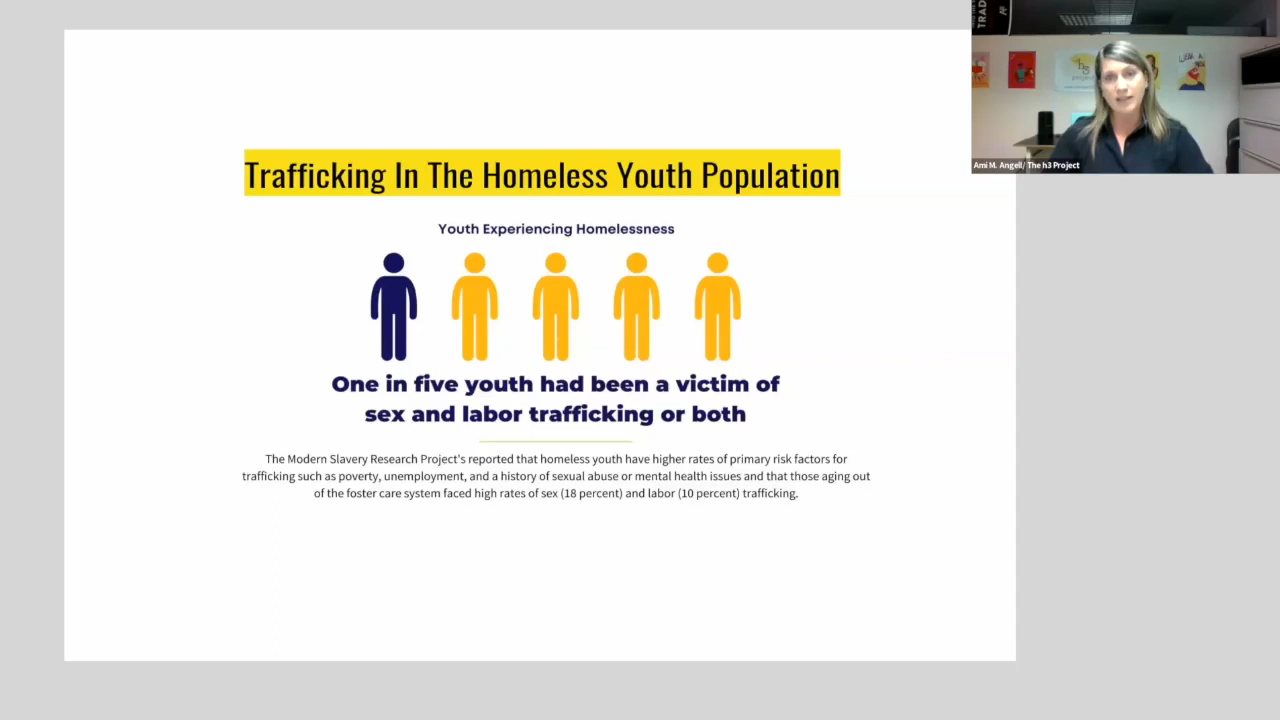 Trafficking In The Homeless Youth Population
Youth Experiencing Homelessness
One in five youth had been a victim of
sex and labor trafficking or both
The Modern Slavery Research Project's reported that homeless youth have higher rates of primary risk factors for
trafficking such as poverty, unemployment, and a history of sexual abuse or mental health issues and that those aging out
of the foster care system faced high rates of sex (18 percent) and labor (10 percent) trafficking.
TRAD
h3
project
Ami M. Angell/ The h3 Project